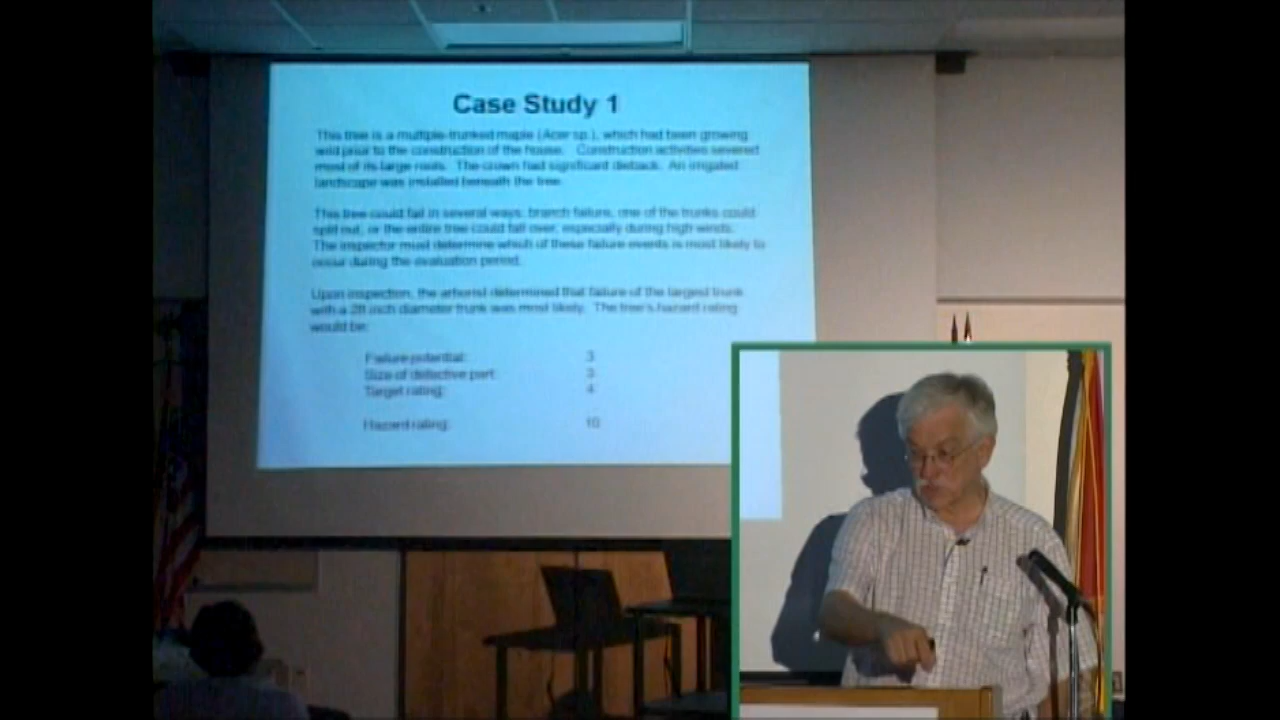 Case Study 1
This tree is a multiple-trunked maple (Acer sp.), which had been growing
wild prior to the construction of the house. Construction activities severed
most of its large roots. The crown had significant dieback. An irrigated
landscape was installed beneath the tree.
This tree could fail in several ways: branch failure, one of the trunks could
split out, or the entire tree could fall over, especially during high winds.
The inspector must determine which of these failure events is most likely to
occur during the evaluation period.
Upon inspection, the arborist determined that failure of the largest trunk
with a inch diameter trunk was most likely. The tree's hazard rating
would be:
Failure potential: 3
Size of defective part: 3
Target rating: 4
Hazard rating: 10